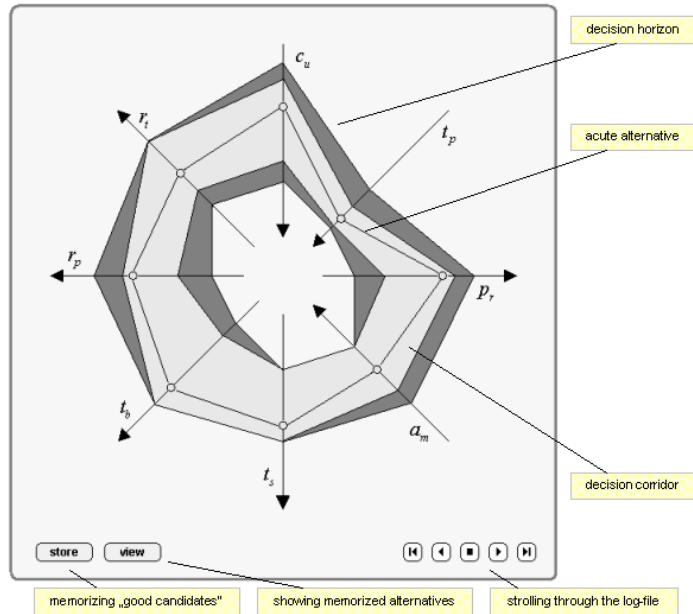 decision horizon
c_u
t_p
r_t
acute alternative
r_p
p_r
t_b
a_m
t_s
decision corridor
store
view
memorizing „good candidates"
showing memorized alternatives
strolling through the log-file